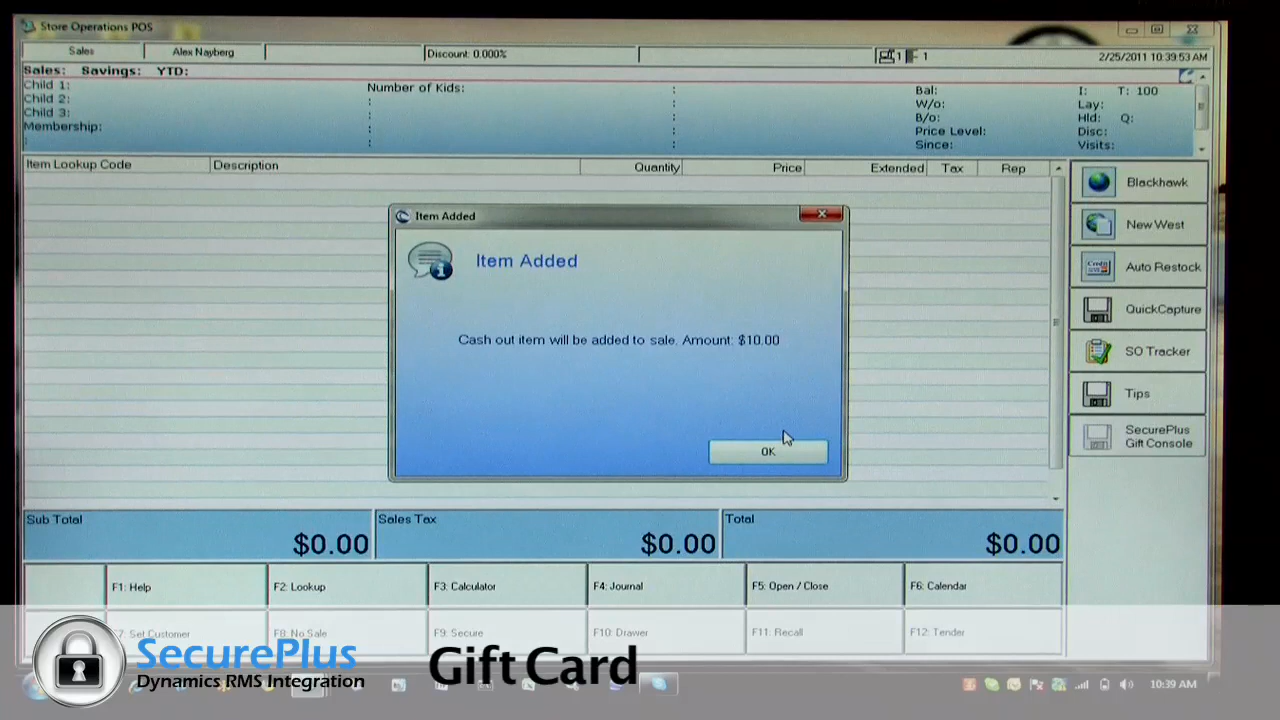 Store Operations POS
Sales
Alex Nayberg
Discount: 0.000%
1
1
2/25/2011 10:39:53 AM
Sales: Savings: YTD:
Child 1:
Child 2:
Child 3:
Membership:
:
Number of Kids:
:
:
:
:
:
:
:
:
:
Bal:
W/o:
B/o:
Price Level:
Since:
I: T: 100
Lay:
Hld: Q:
Disc:
Visits:
Item Lookup Code
Description
Quantity
Price
Extended
Tax
Rep
Item Added
Item Added
Cash out item will be added to sale. Amount: $10.00
OK
Blackhawk
New West
Credit
Auto Restock
QuickCapture
SO Tracker
Tips
SecurePlus
Gift Console
Sub Total
$0.00
Sales Tax
$0.00
Total
$0.00
F1: Help
F2: Lookup
F3: Calculator
F4: Journal
F5: Open / Close
F6: Calendar
F7: Set Customer
F8: No Sale
F9: Secure
F10: Drawer
F11: Recall
F12: Tender
SecurePlus
Dynamics RMS Integration
Gift Card
10:39 AM